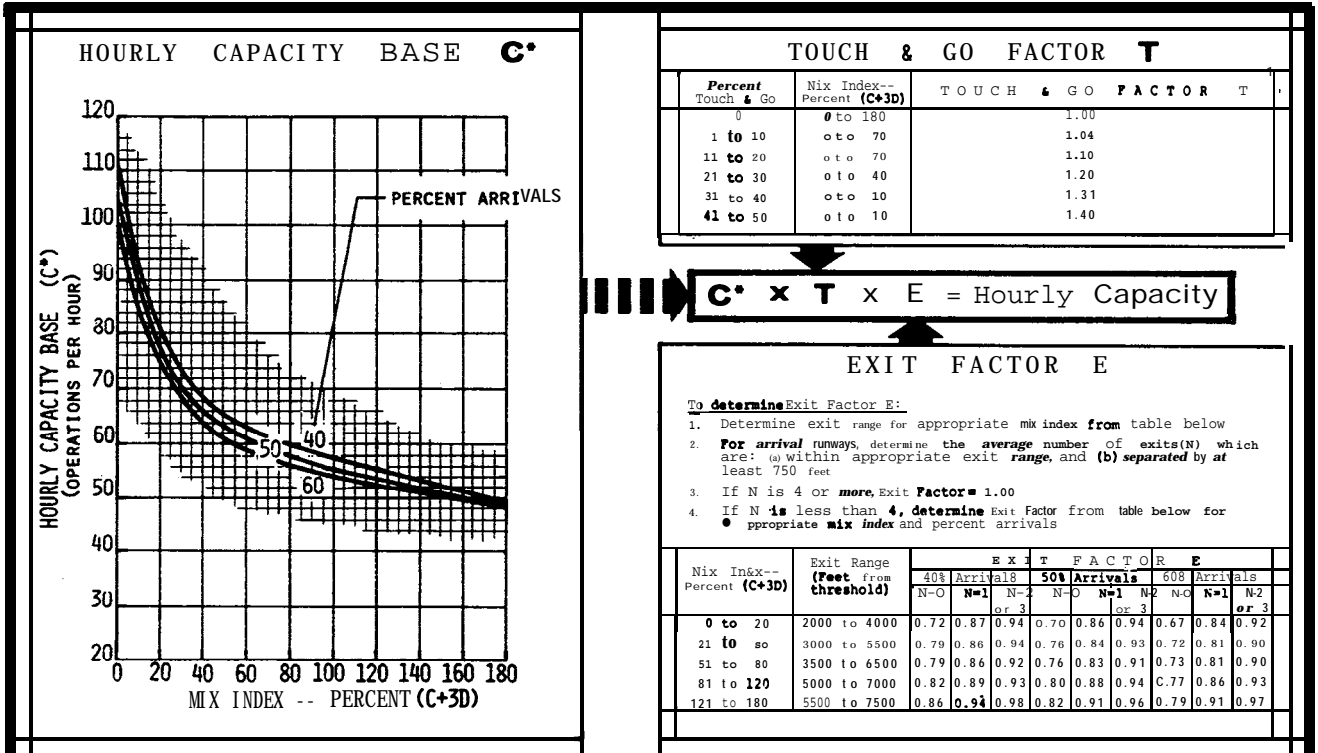 HOURLY CAPACITY BASE C*
120
110
100
90
80
70
60
50
40
30
20
HOURLY CAPACITY BASE (C*)
(OPERATIONS PER HOUR)
PERCENT ARRIVALS
40
50
60
0 20 40 60 80 100 120 140 160 180
MIX INDEX -- PERCENT (C+3D)
TOUCH & GO FACTOR T
Percent Touch & Go
Nix Index-- Percent (C+3D)
TOUCH & GO FACTOR T
0 0 to 180 1.00
1 to 10 o t o 70 1.04
11 to 20 o t o 70 1.10
21 to 30 o t o 40 1.20
31 to 40 o t o 10 1.31
41 to 50 o t o 10 1.40
C* x T x E = Hourly Capacity
EXIT FACTOR E
To determine Exit Factor E:
1. Determine exit range for appropriate mix index from table below
2. For arrival runways, determine the average number of exits(N) which
are: (a) within appropriate exit range, and (b) separated by at
least 750 feet
3. If N is 4 or more, Exit Factor = 1.00
4. If N is less than 4, determine Exit Factor from table below for
● ppropriate mix index and percent arrivals
Nix In&x--
Percent (C+3D)
Exit Range
(Feet from
threshold)
EXIT FACTOR E
40% Arrival8 50% Arrivals 608 Arrivals
N-O N=1 N-2 or 3 N-O N=1 N-2 or 3 N-O N=1 N-2 or 3
0 to 20 2000 to 4000 0.72 0.87 0.94 0.70 0.86 0.94 0.67 0.84 0.92
21 to so 3000 to 5500 0.79 0.86 0.94 0.76 0.84 0.93 0.72 0.81 0.90
51 to 80 3500 to 6500 0.79 0.86 0.92 0.76 0.83 0.91 0.73 0.81 0.90
81 to 120 5000 to 7000 0.82 0.89 0.93 0.80 0.88 0.94 C.77 0.86 0.93
121 to 180 5500 to 7500 0.86 0.94 0.98 0.82 0.91 0.96 0.79 0.91 0.97